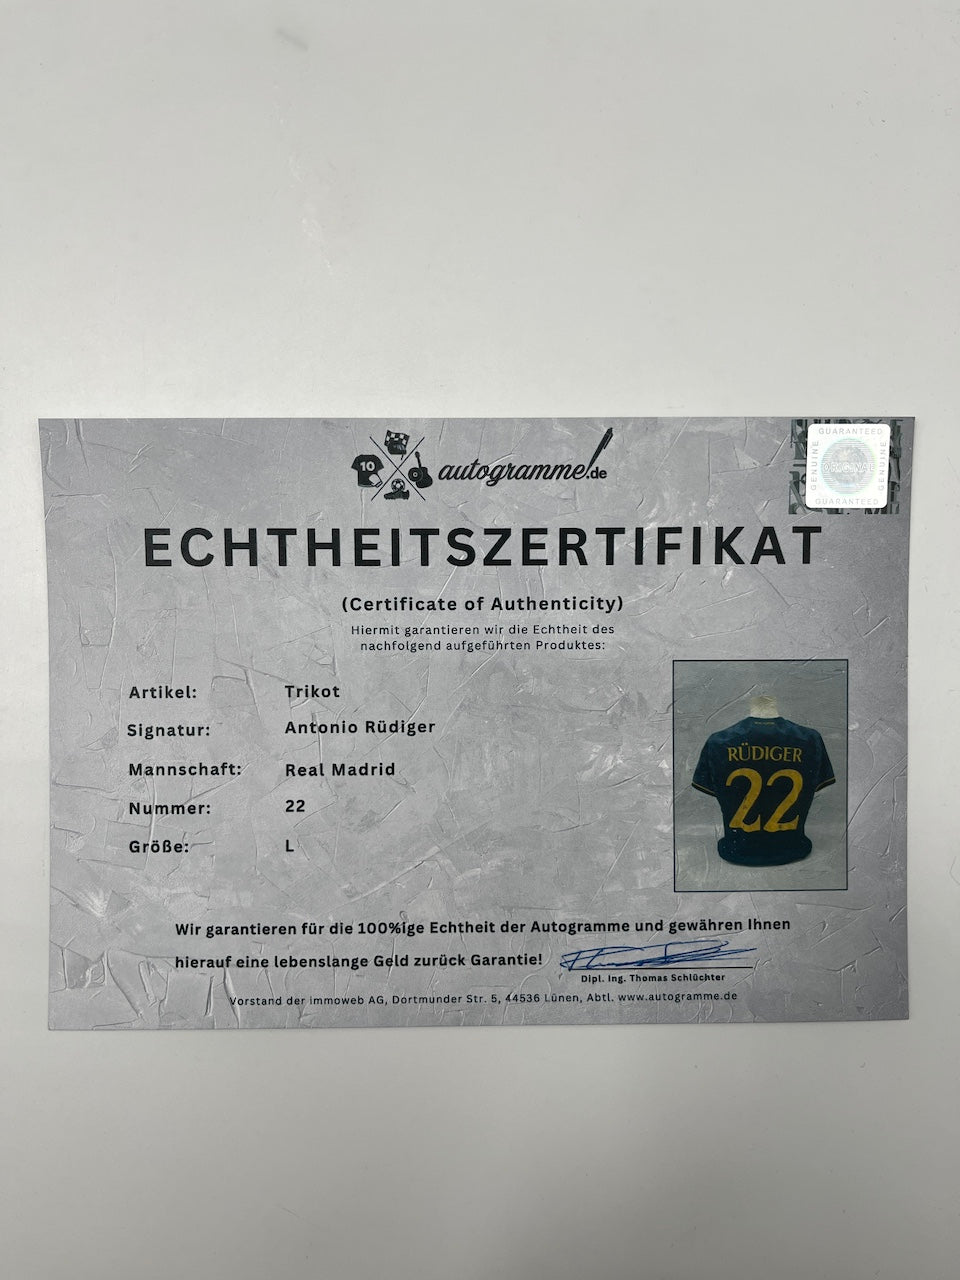 10
autogramme!.de
GUARANTEED
GENUINE
ORIGINAL
GENUINE
GUARANTEED
ECHTHEITSZERTIFIKAT
(Certificate of Authenticity)
Hiermit garantieren wir die Echtheit des
nachfolgend aufgeführten Produktes:
Artikel: Trikot
Signatur: Antonio Rüdiger
Mannschaft: Real Madrid
Nummer: 22
Größe: L
RÜDIGER
22
Wir garantieren für die 100%ige Echtheit der Autogramme und gewähren Ihnen
hierauf eine lebenslange Geld zurück Garantie!
Dipl. Ing. Thomas Schlüchter
Vorstand der immoweb AG, Dortmunder Str. 5, 44536 Lünen, Abtl. www.autogramme.de